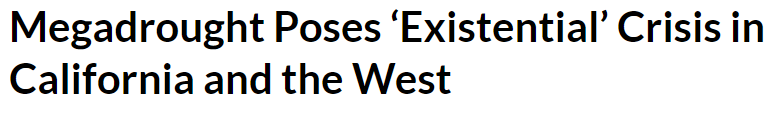 Megadrought Poses ‘Existential’ Crisis in
California and the West